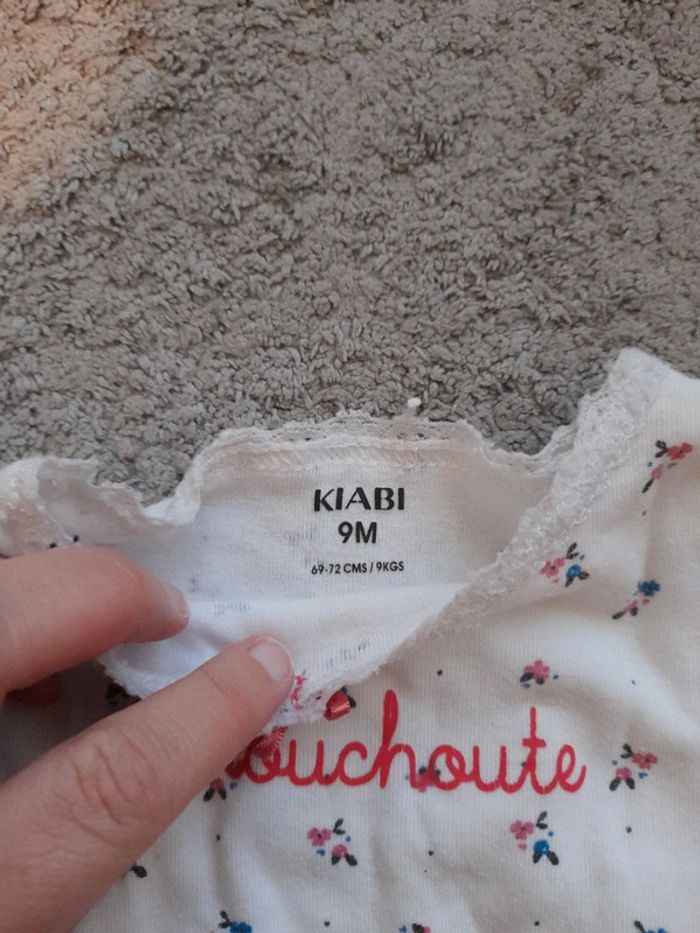 KIABI
9M
69-72 CMS / 9KGS
ouchoute